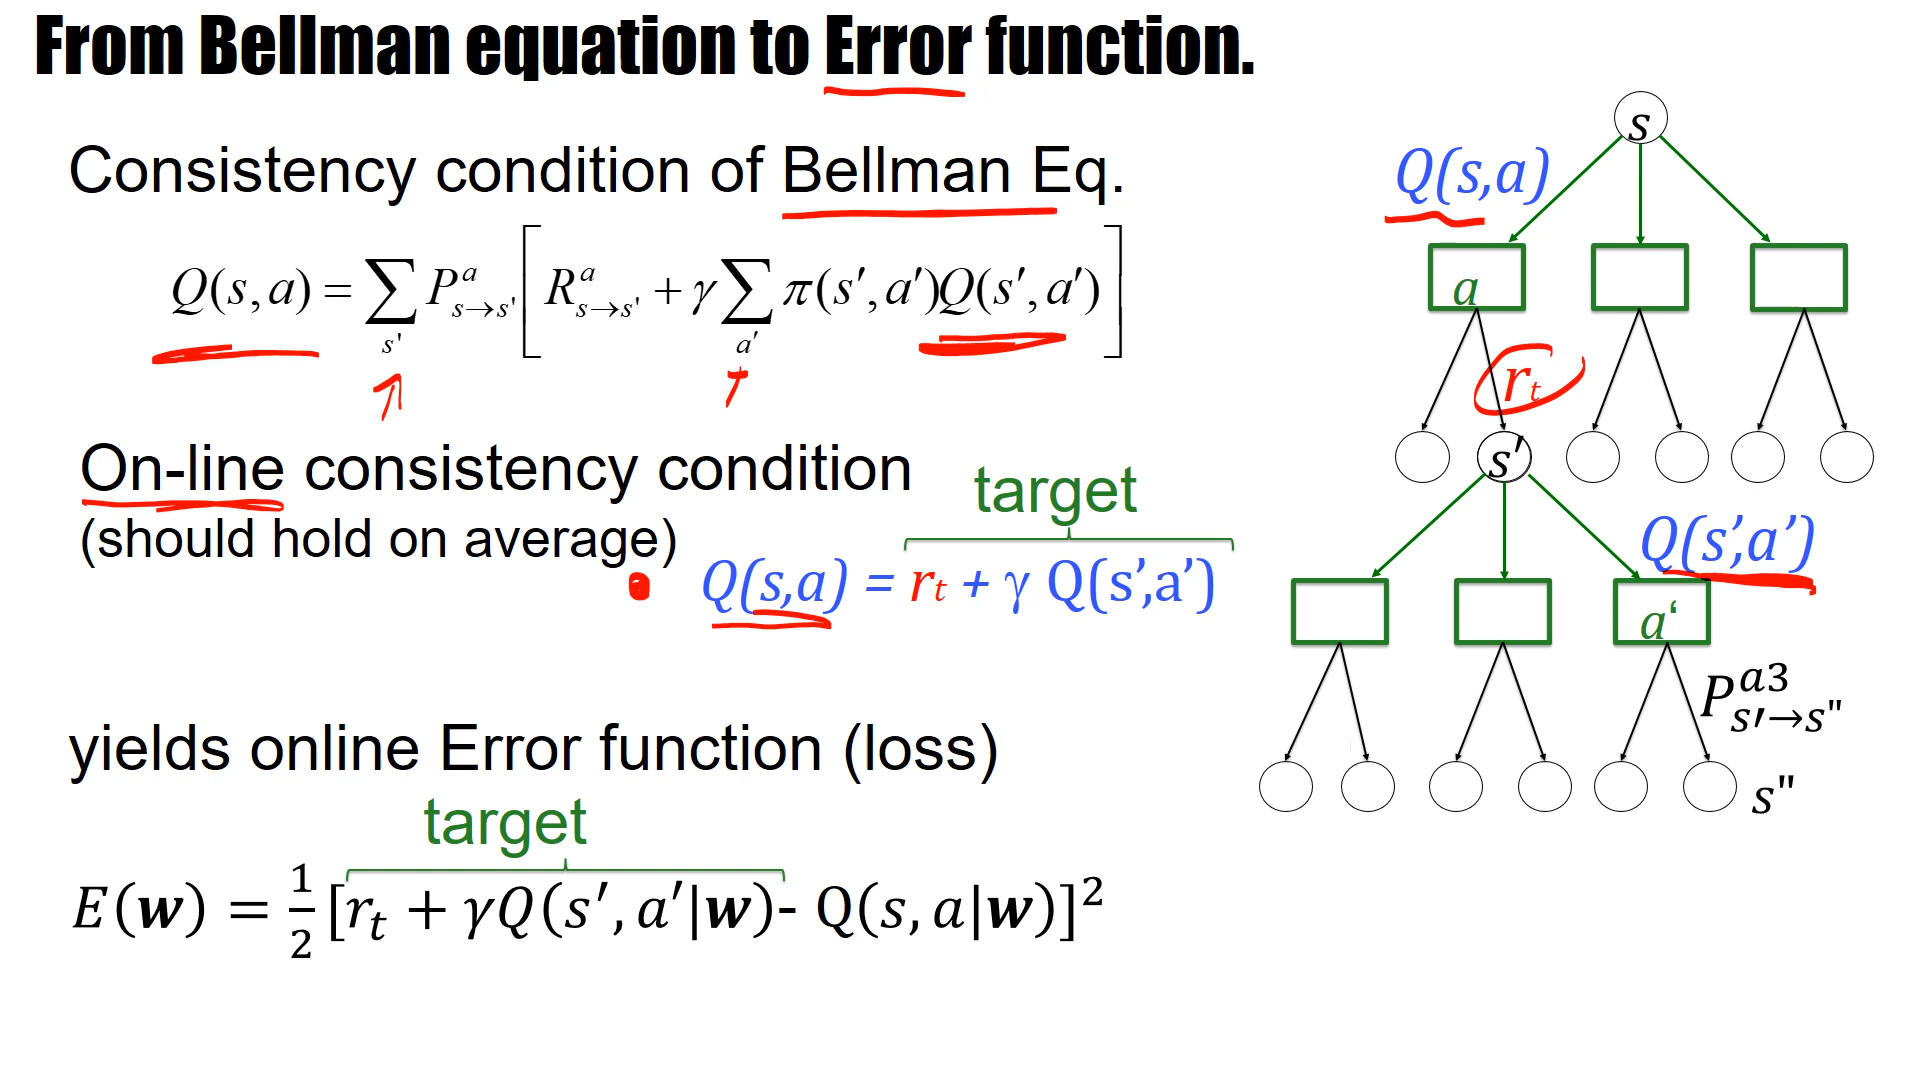 From Bellman equation to Error function.
Consistency condition of Bellman Eq.
Q(s,a) = ∑_{s'} P^a_{s→s'} [ R^a_{s→s'} + γ ∑_{a'} π(s',a')Q(s',a') ]
On-line consistency condition
(should hold on average)
target
Q(s,a) = r_t + γ Q(s’,a’)
yields online Error function (loss)
target
E(w) = 1/2 [r_t + γQ(s′,a′|w)- Q(s,a|w)]²
s
Q(s,a)
a
r_t
s′
Q(s’,a’)
a‘
P^{a3}_{s′→s"}
s"